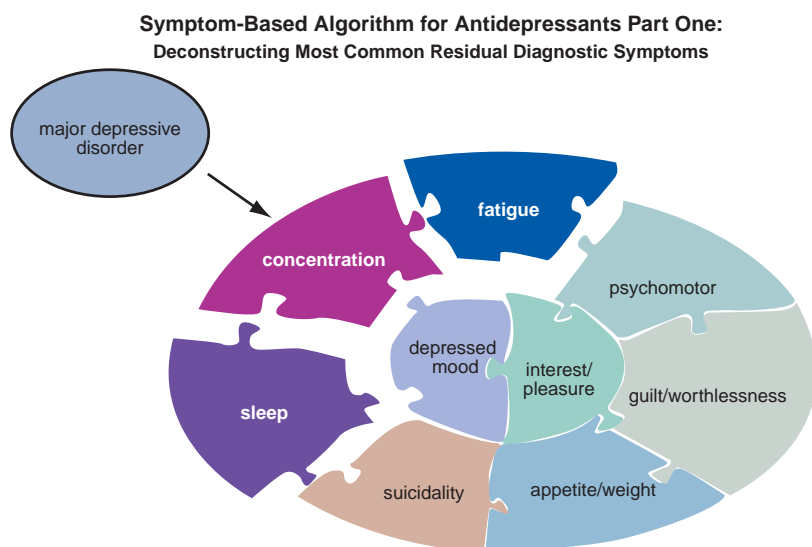 Symptom-Based Algorithm for Antidepressants Part One:
Deconstructing Most Common Residual Diagnostic Symptoms
major depressive
disorder
fatigue
concentration
psychomotor
depressed
mood
interest/
pleasure
guilt/worthlessness
sleep
suicidality
appetite/weight